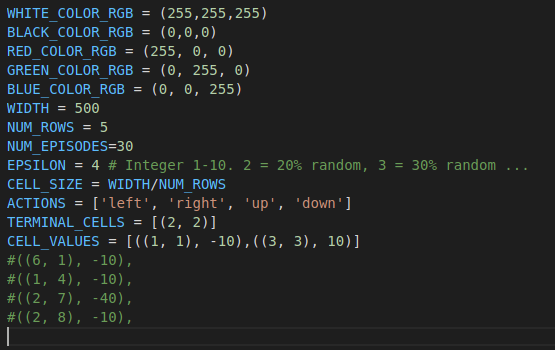 WHITE_COLOR_RGB = (255,255,255)
BLACK_COLOR_RGB = (0,0,0)
RED_COLOR_RGB = (255, 0, 0)
GREEN_COLOR_RGB = (0, 255, 0)
BLUE_COLOR_RGB = (0, 0, 255)
WIDTH = 500
NUM_ROWS = 5
NUM_EPISODES=30
EPSILON = 4 # Integer 1-10. 2 = 20% random, 3 = 30% random ...
CELL_SIZE = WIDTH/NUM_ROWS
ACTIONS = ['left', 'right', 'up', 'down']
TERMINAL_CELLS = [(2, 2)]
CELL_VALUES = [((1, 1), -10),((3, 3), 10)]
#((6, 1), -10),
#((1, 4), -10),
#((2, 7), -40),
#((2, 8), -10),